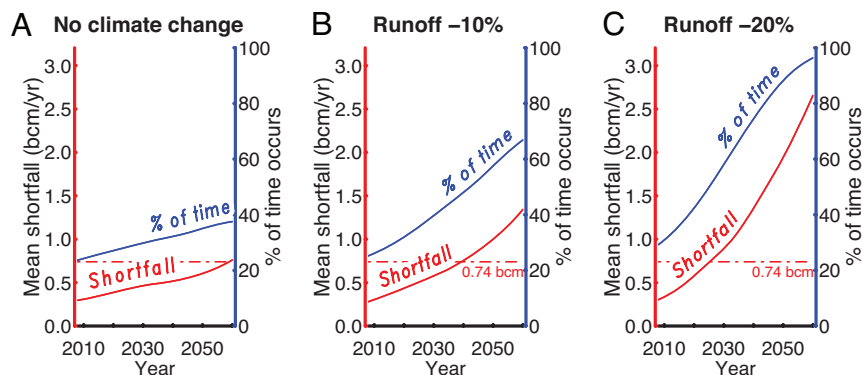 A
No climate change
Mean shortfall (bcm/yr)
3.0
2.5
2.0
1.5
1.0
0.5
0.0
% of time
Shortfall
100
80
60
40
20
0
% of time occurs
2010
2030
2050
Year
B
Runoff −10%
Mean shortfall (bcm/yr)
3.0
2.5
2.0
1.5
1.0
0.5
0.0
% of time
Shortfall
0.74 bcm
100
80
60
40
20
0
% of time occurs
2010
2030
2050
Year
C
Runoff −20%
Mean shortfall (bcm/yr)
3.0
2.5
2.0
1.5
1.0
0.5
0.0
% of time
Shortfall
0.74 bcm
100
80
60
40
20
0
% of time occurs
2010
2030
2050
Year